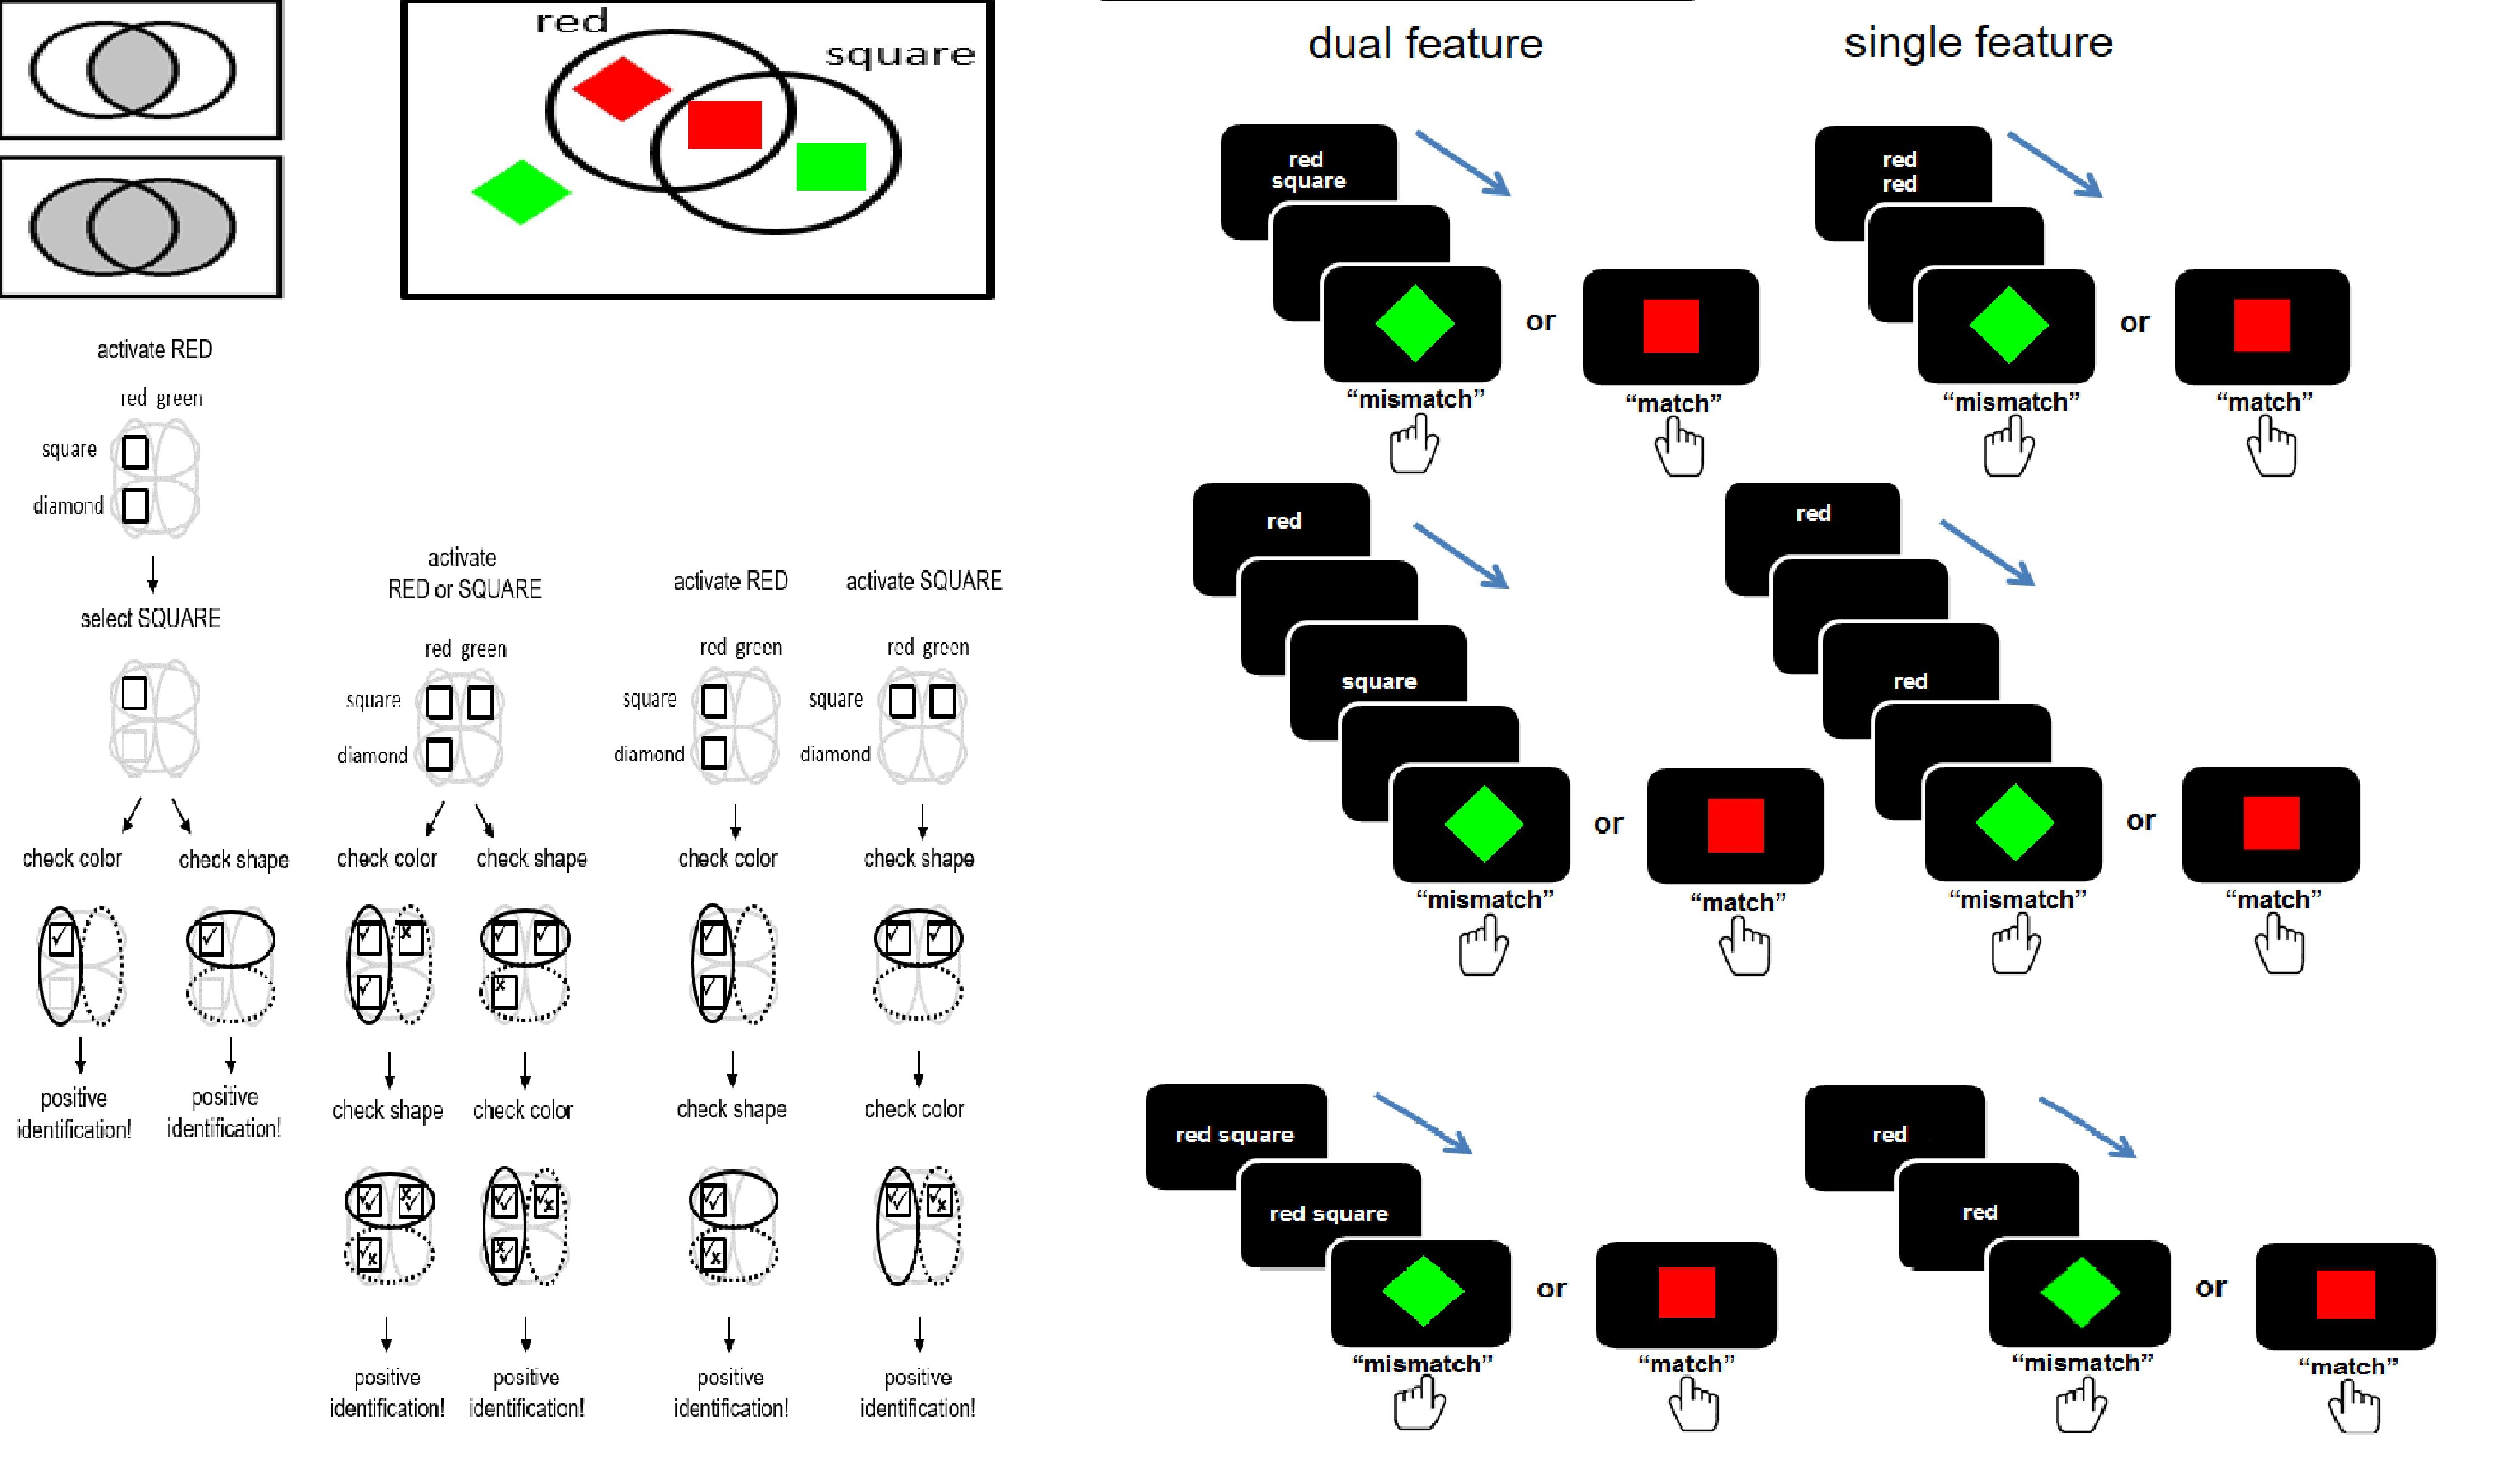 red
square
activate RED
red green
square
diamond
select SQUARE
check color
check shape
positive
identification!
positive
identification!
activate
RED or SQUARE
red green
square
diamond
check color
check shape
check shape
check color
positive
identification!
positive
identification!
activate RED
red green
square
diamond
check color
check shape
positive
identification!
activate SQUARE
red green
square
diamond
check shape
check color
positive
identification!
dual feature
single feature
red
square
or
“mismatch”
“match”
red
red
or
“mismatch”
“match”
red
square
or
“mismatch”
“match”
red
red
or
“mismatch”
“match”
red square
red square
or
“mismatch”
“match”
red
red
or
“mismatch”
“match”